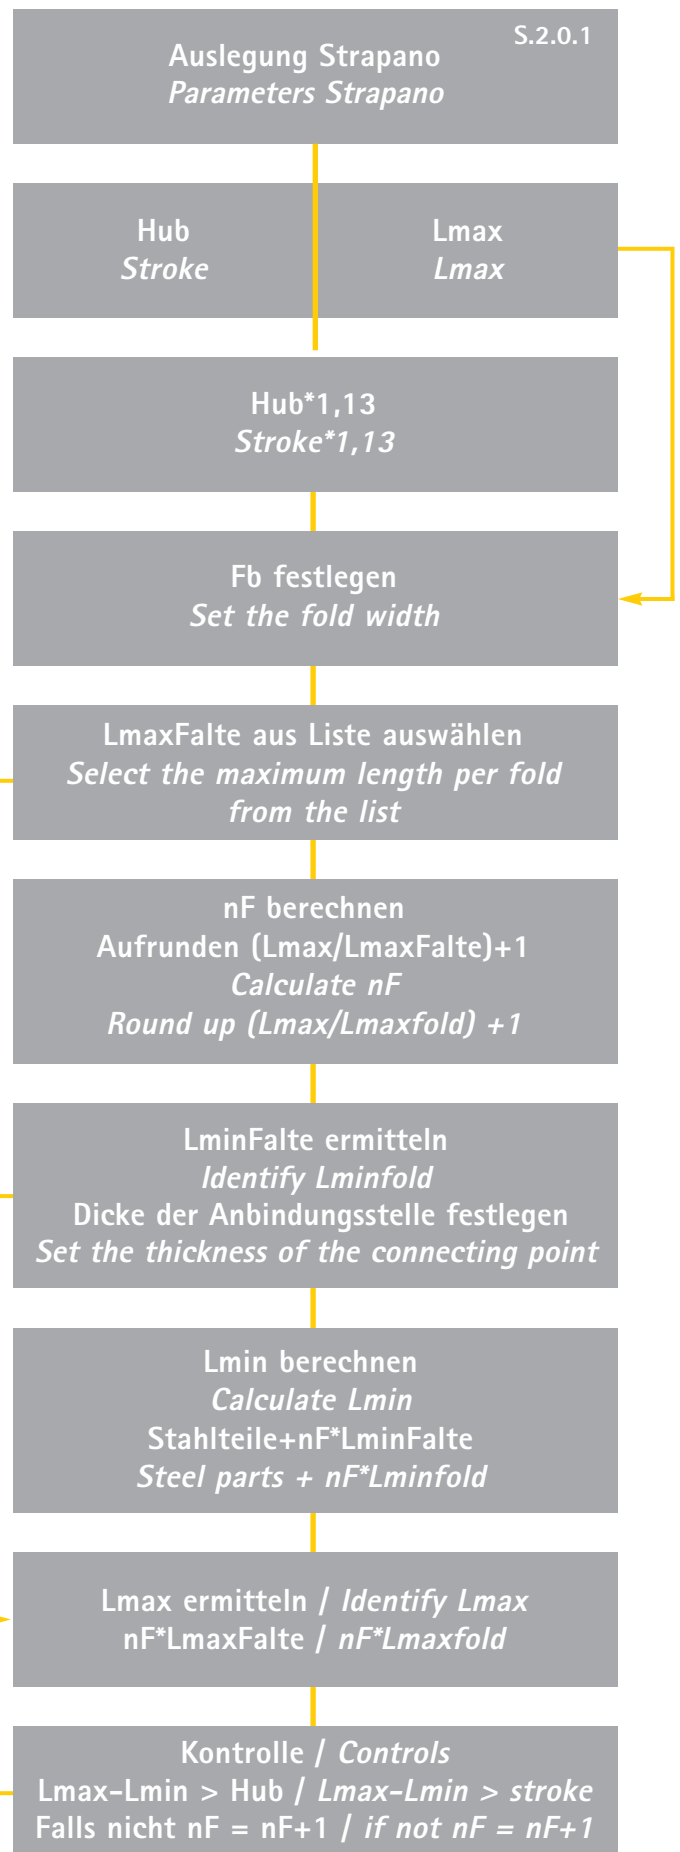 S.2.0.1
Auslegung Strapano
Parameters Strapano
Hub
Stroke
Lmax
Lmax
Hub*1,13
Stroke*1,13
Fb festlegen
Set the fold width
LmaxFalte aus Liste auswählen
Select the maximum length per fold
from the list
nF berechnen
Aufrunden (Lmax/LmaxFalte)+1
Calculate nF
Round up (Lmax/Lmaxfold) +1
LminFalte ermitteln
Identify Lminfold
Dicke der Anbindungsstelle festlegen
Set the thickness of the connecting point
Lmin berechnen
Calculate Lmin
Stahlteile+nF*LminFalte
Steel parts + nF*Lminfold
Lmax ermitteln / Identify Lmax
nF*LmaxFalte / nF*Lmaxfold
Kontrolle / Controls
Lmax-Lmin > Hub / Lmax-Lmin > stroke
Falls nicht nF = nF+1 / if not nF = nF+1